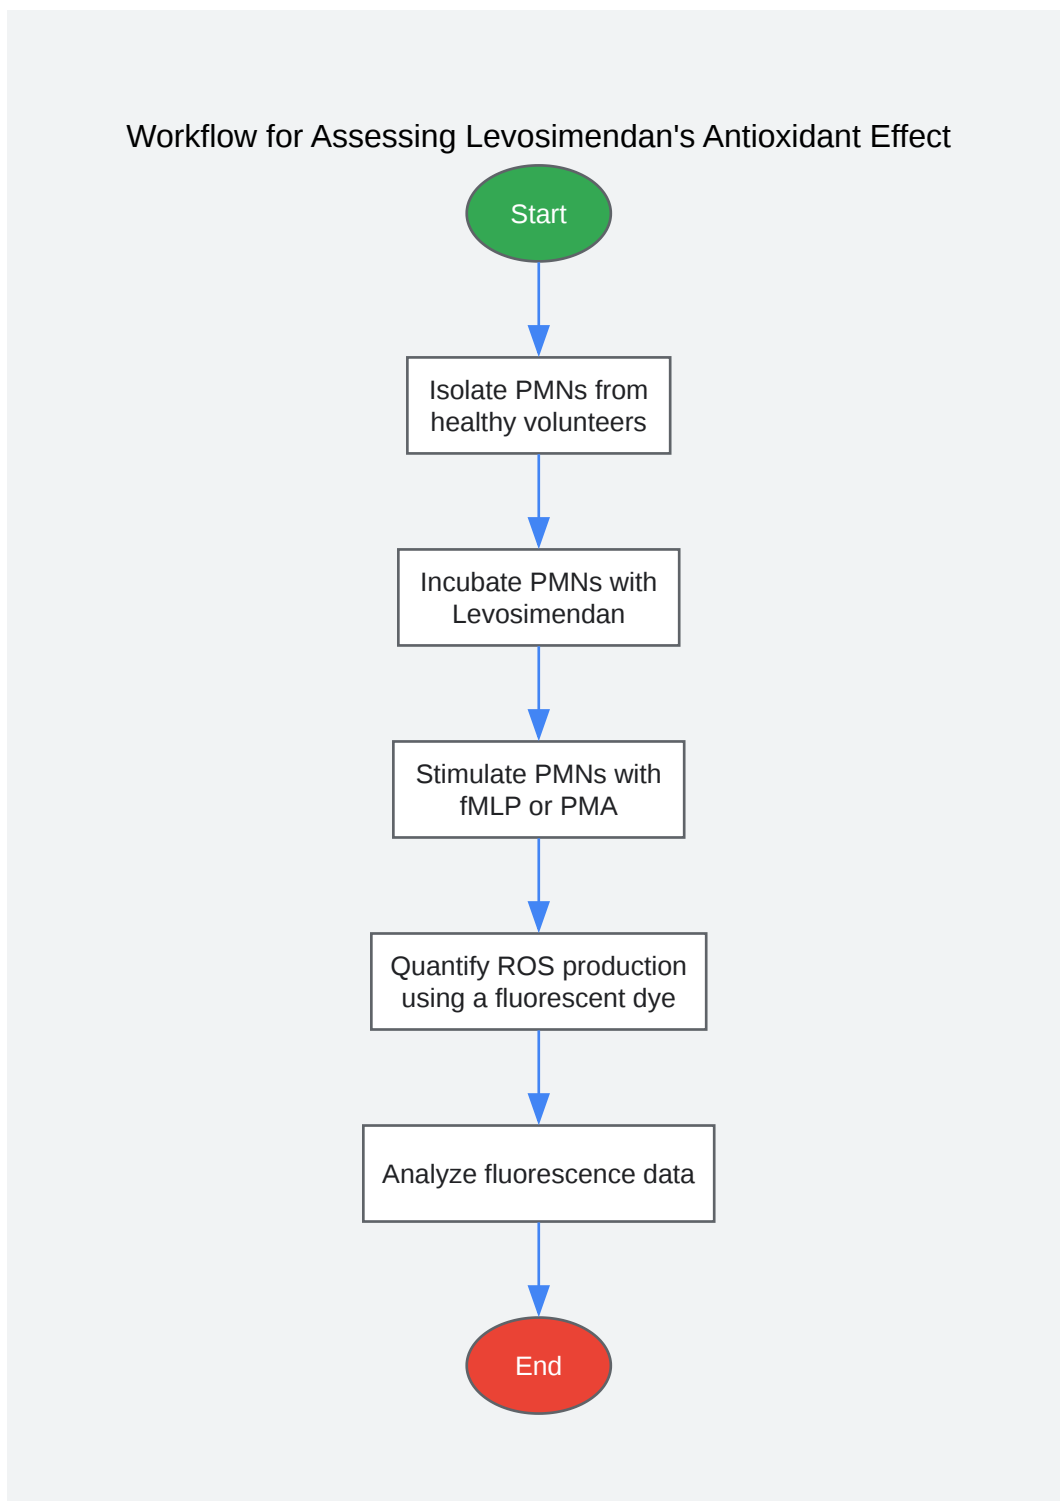 Workflow for Assessing Levosimendan's Antioxidant Effect
Start
Isolate PMNs from
healthy volunteers
Incubate PMNs with
Levosimendan
Stimulate PMNs with
fMLP or PMA
Quantify ROS production
using a fluorescent dye
Analyze fluorescence data
End